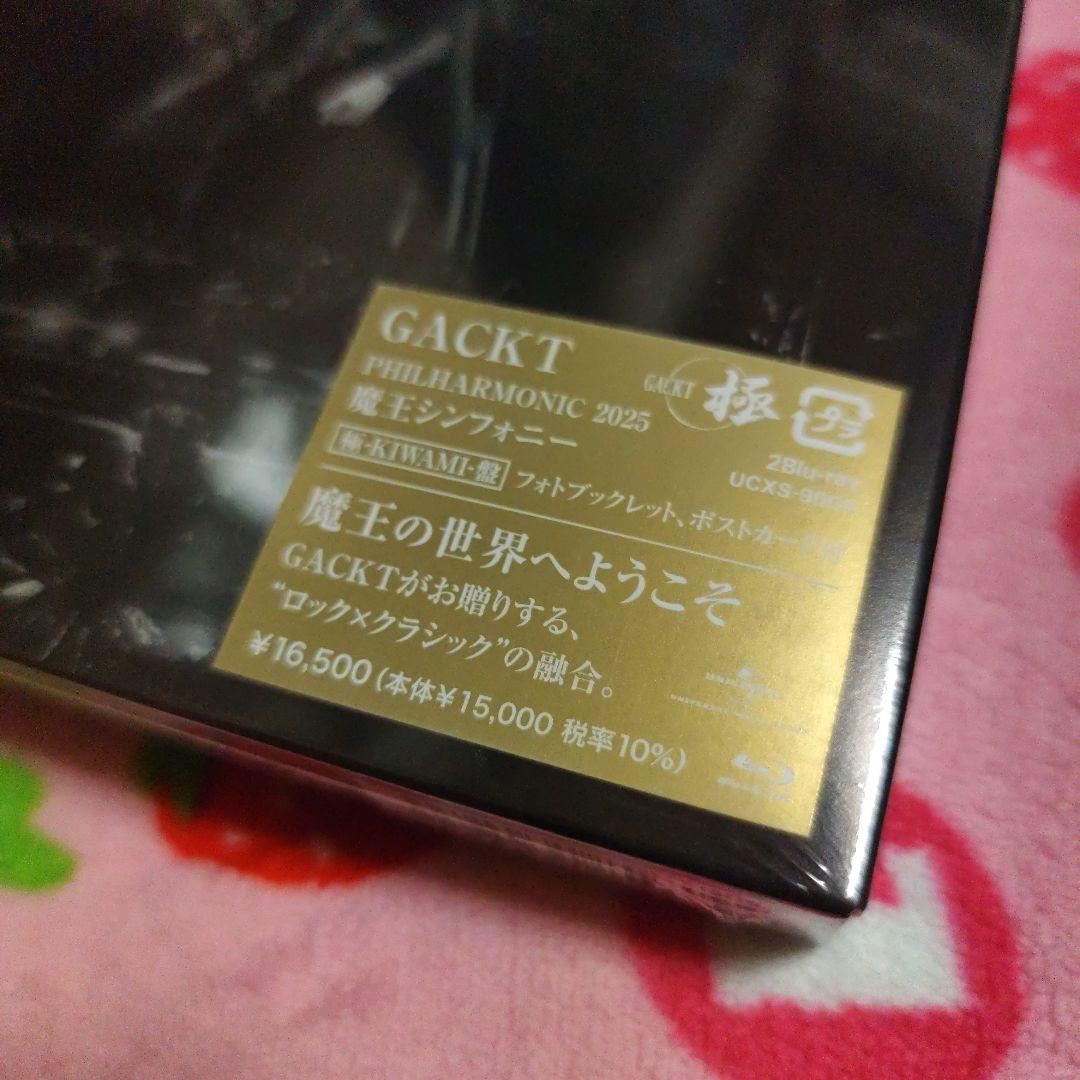 GACKT
PHILHARMONIC 2025
魔王シンフォニー
極-KIWAMI-盤 フォトブックレット、ポストカード付
GACKT 極
プラ
2Blu-ray
魔王の世界へようこそ
GACKTがお贈りする、
“ロック×クラシック”の融合。
¥16,500(本体¥15,000 税率10%)